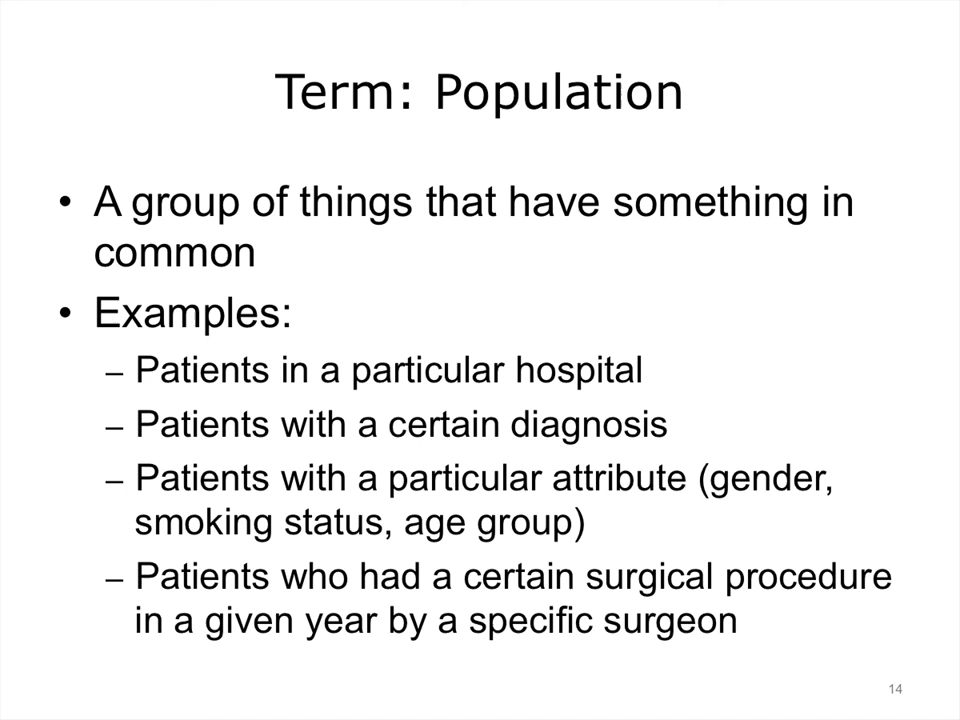 Term: Population
• A group of things that have something in
common
• Examples:
– Patients in a particular hospital
– Patients with a certain diagnosis
– Patients with a particular attribute (gender,
smoking status, age group)
– Patients who had a certain surgical procedure
in a given year by a specific surgeon
14